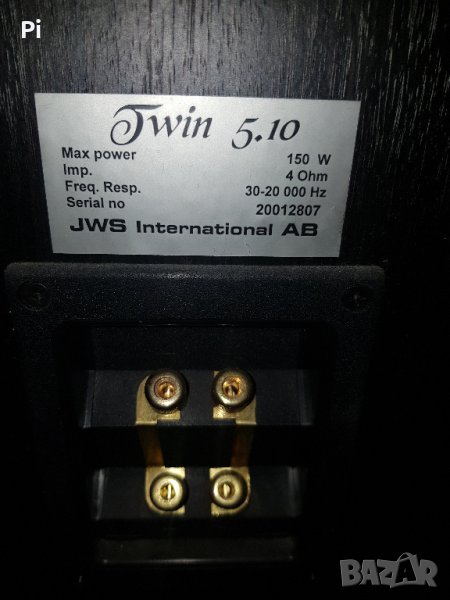 Pi
Twin 5.10
Max power 150 W
Imp. 4 Ohm
Freq. Resp. 30-20 000 Hz
Serial no 20012807
JWS International AB
BAZAR